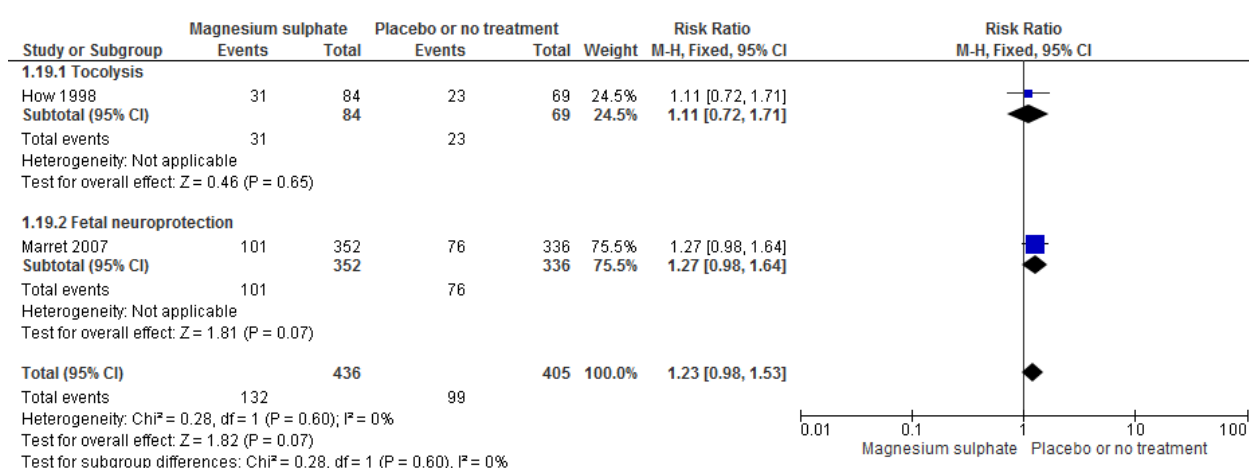 Magnesium sulphate Placebo or no treatment Risk Ratio Risk Ratio
Study or Subgroup Events Total Events Total Weight M-H, Fixed, 95% CI M-H, Fixed, 95% CI
1.19.1 Tocolysis
How 1998 31 84 23 69 24.5% 1.11 [0.72, 1.71]
Subtotal (95% CI) 84 69 24.5% 1.11 [0.72, 1.71]
Total events 31 23
Heterogeneity: Not applicable
Test for overall effect: Z = 0.46 (P = 0.65)
1.19.2 Fetal neuroprotection
Marret 2007 101 352 76 336 75.5% 1.27 [0.98, 1.64]
Subtotal (95% CI) 352 336 75.5% 1.27 [0.98, 1.64]
Total events 101 76
Heterogeneity: Not applicable
Test for overall effect: Z = 1.81 (P = 0.07)
Total (95% CI) 436 405 100.0% 1.23 [0.98, 1.53]
Total events 132 99
Heterogeneity: Chi² = 0.28, df = 1 (P = 0.60); I² = 0%
Test for overall effect: Z = 1.82 (P = 0.07)
Test for subgroup differences: Chi² = 0.28, df = 1 (P = 0.60), I² = 0%
0.01 0.1 1 10 100
Magnesium sulphate Placebo or no treatment